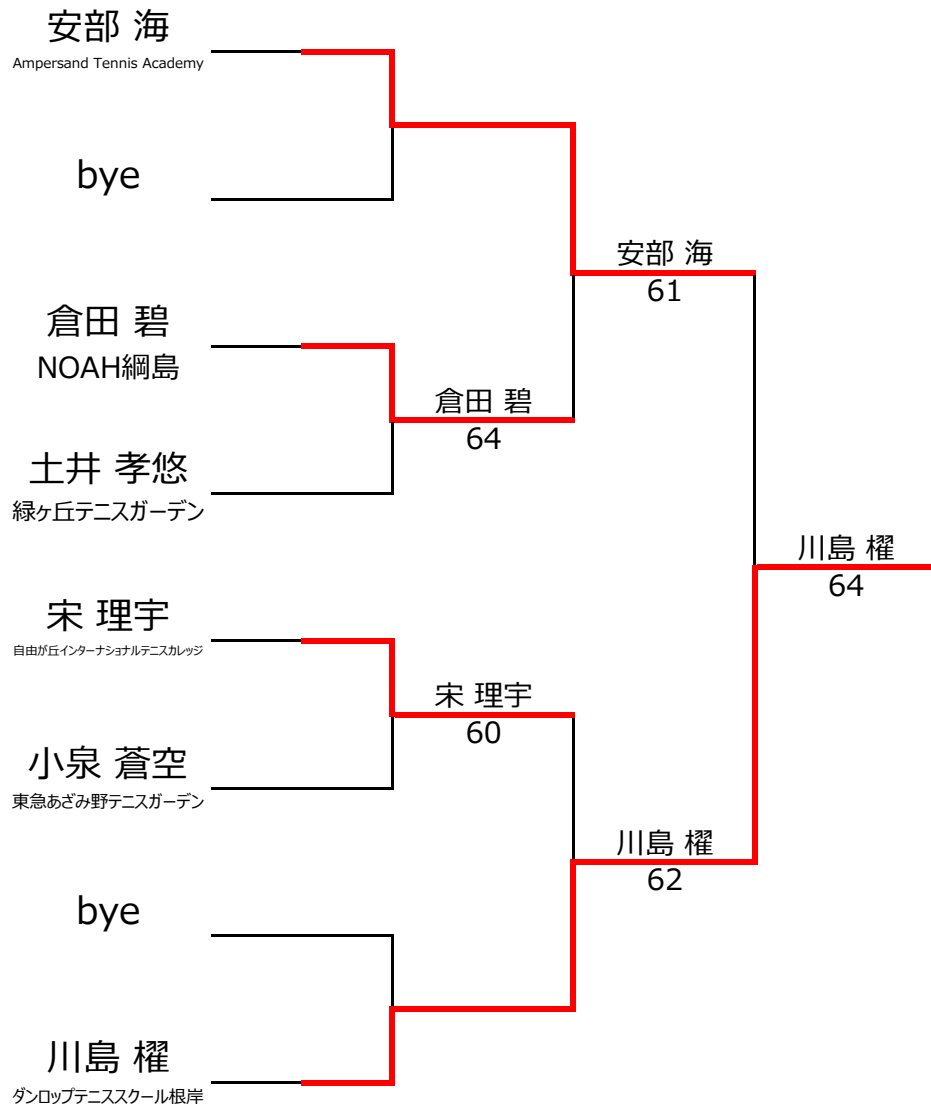 安部 海
Ampersand Tennis Academy
bye
安部 海
61
倉田 碧
NOAH綱島
倉田 碧
64
土井 孝悠
緑ヶ丘テニスガーデン
川島 櫂
64
宋 理宇
自由が丘インターナショナルテニスカレッジ
宋 理宇
60
小泉 蒼空
東急あざみ野テニスガーデン
川島 櫂
62
bye
川島 櫂
ダンロップテニススクール根岸